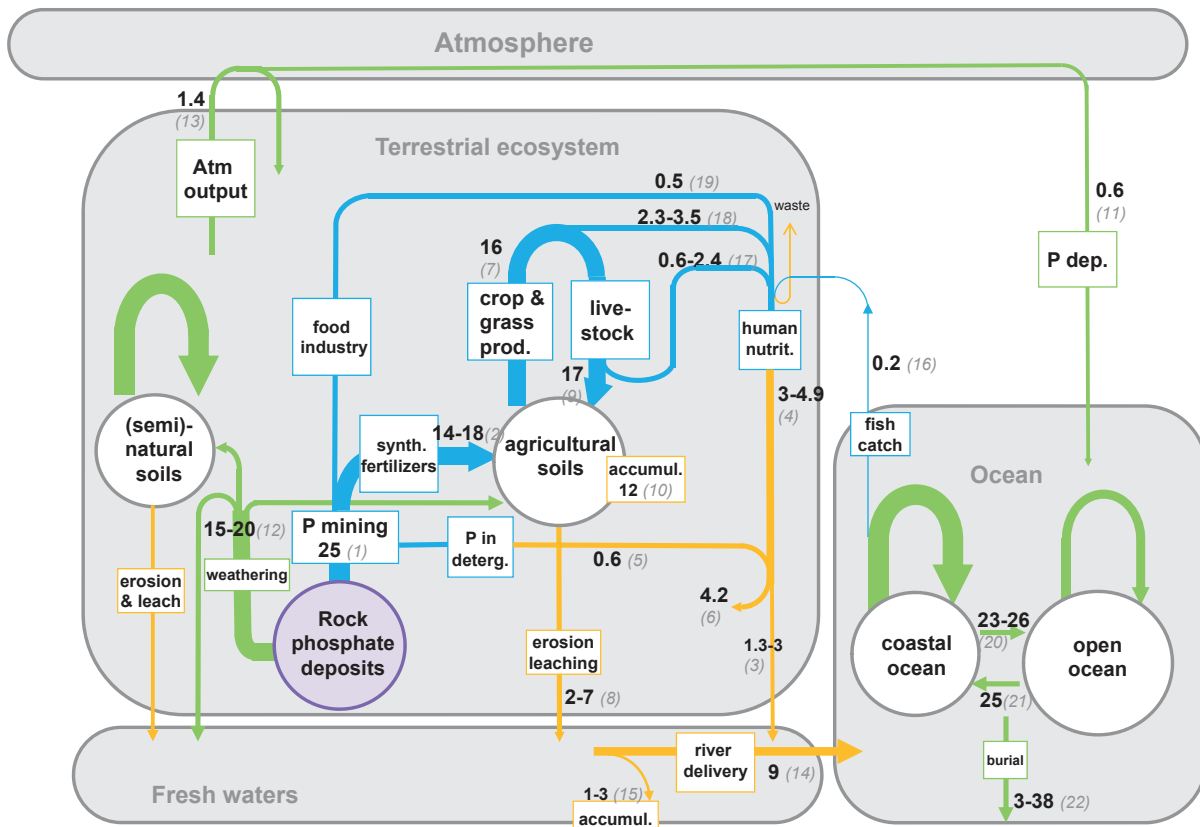 Atmosphere
1.4
(13)
Terrestrial ecosystem
Atm
output
0.5 (19)
0.6
(11)
waste
2.3-3.5 (18)
16
(7)
0.6-2.4 (17)
P dep.
crop &
grass
prod.
live-
stock
food
industry
human
nutrit.
0.2 (16)
17
(9)
3-4.9
(4)
(semi)-
natural
soils
fish
catch
synth.
fertilizers
14-18 (2)
agricultural
soils
Ocean
accumul.
12 (10)
15-20 (12)
P mining
25 (1)
P in
deterg.
0.6 (5)
erosion
& leach
weathering
4.2
(6)
Rock
phosphate
deposits
coastal
ocean
23-26
(20)
open
ocean
erosion
leaching
1.3-3
(3)
2-7 (8)
25 (21)
river
delivery
9 (14)
burial
Fresh waters
1-3 (15)
accumul.
3-38 (22)